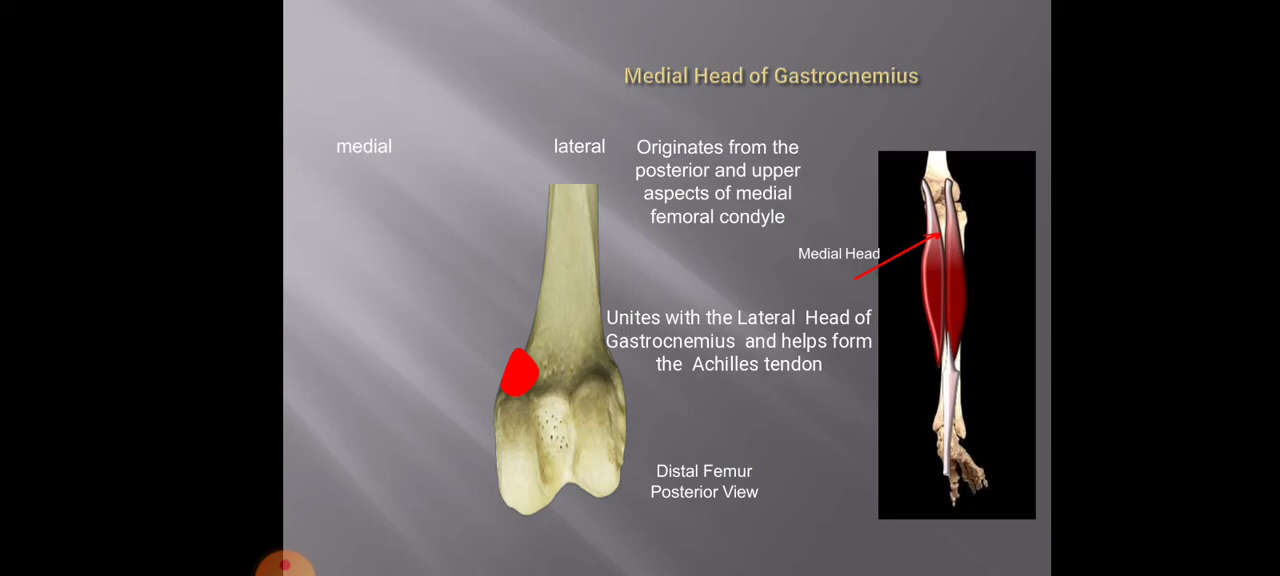 Medial Head of Gastrocnemius
medial
lateral
Originates from the
posterior and upper
aspects of medial
femoral condyle
Medial Head
Unites with the Lateral Head of
Gastrocnemius and helps form
the Achilles tendon
Distal Femur
Posterior View